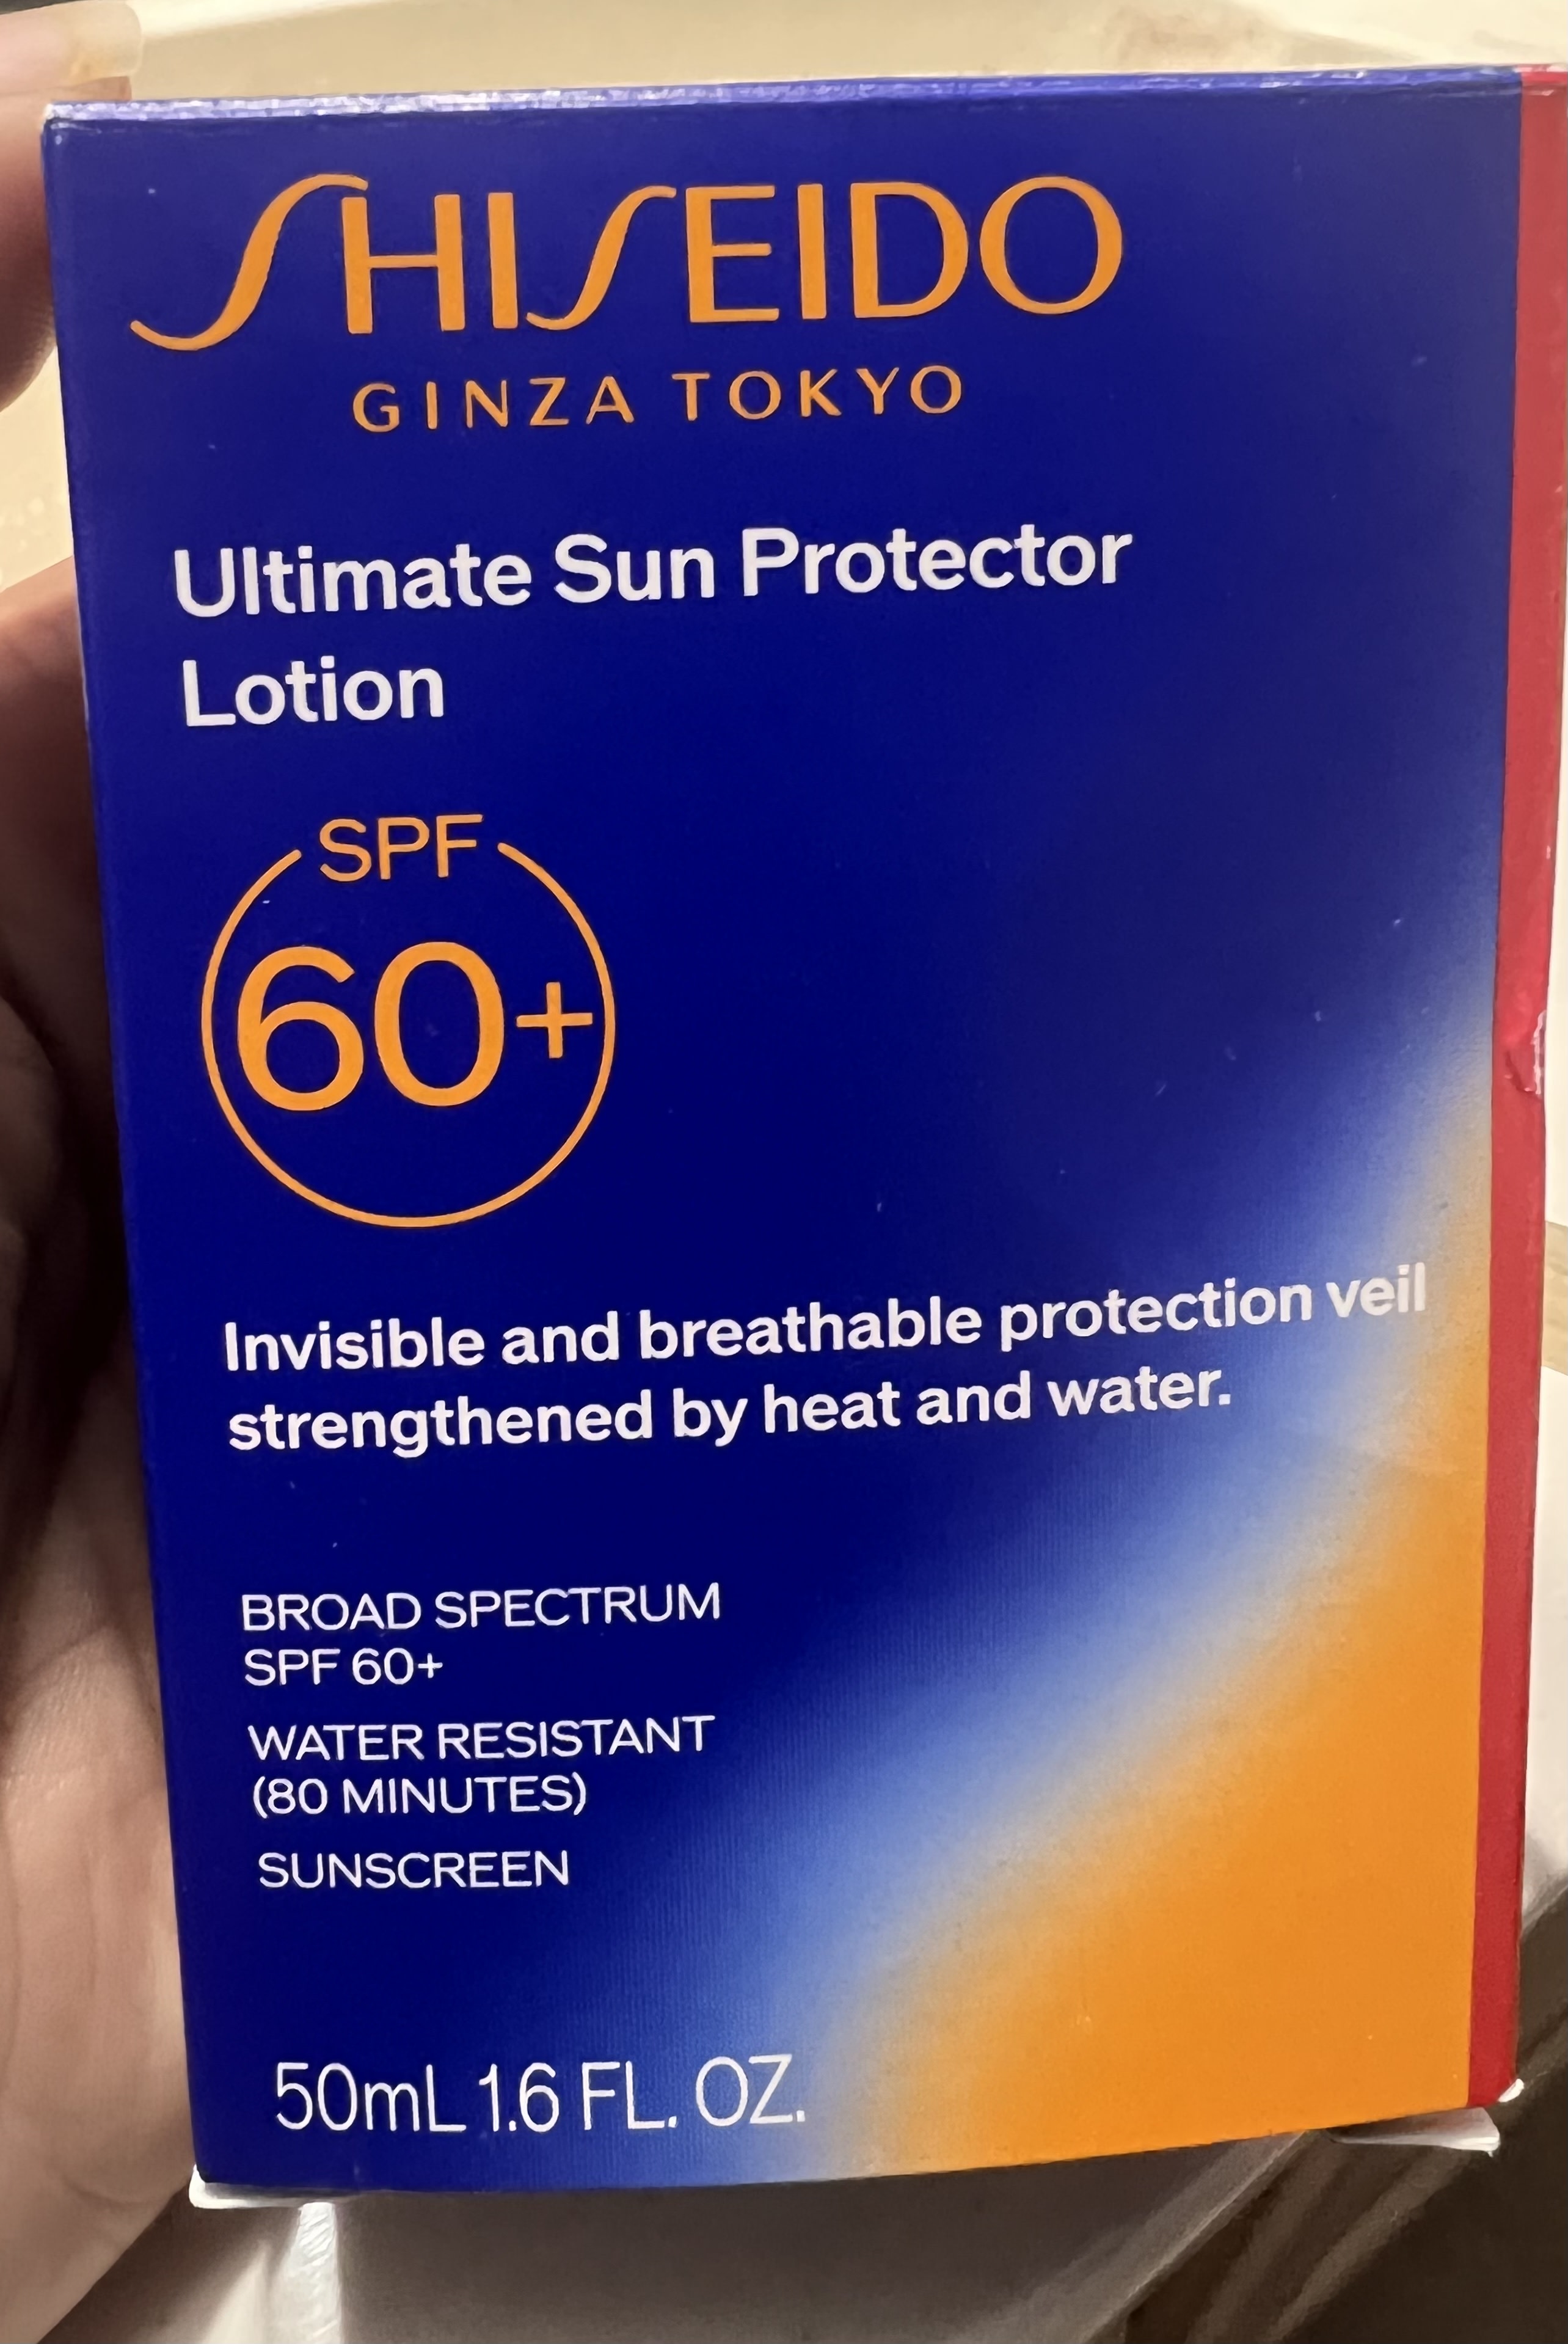 SHISEIDO
GINZA TOKYO
Ultimate Sun Protector
Lotion
SPF
60+
Invisible and breathable protection veil
strengthened by heat and water.
BROAD SPECTRUM
SPF 60+
WATER RESISTANT
(80 MINUTES)
SUNSCREEN
50mL 1.6 FL. OZ.